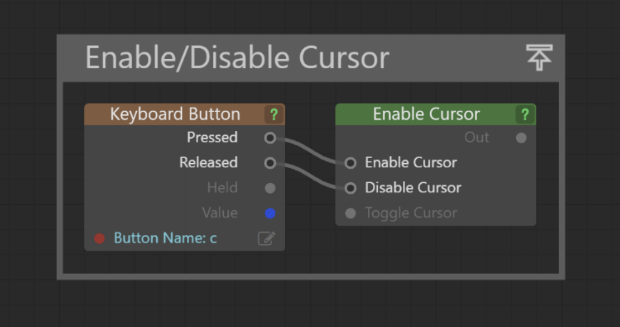 Enable/Disable Cursor
Keyboard Button ?
Pressed
Released
Held
Value
Button Name: c
Enable Cursor ?
Out
Enable Cursor
Disable Cursor
Toggle Cursor